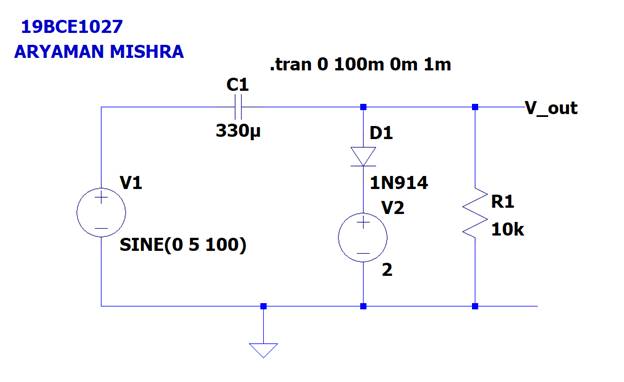 19BCE1027
ARYAMAN MISHRA
.tran 0 100m 0m 1m
C1
330µ
V_out
D1
1N914
V1
SINE(0 5 100)
V2
2
R1
10k